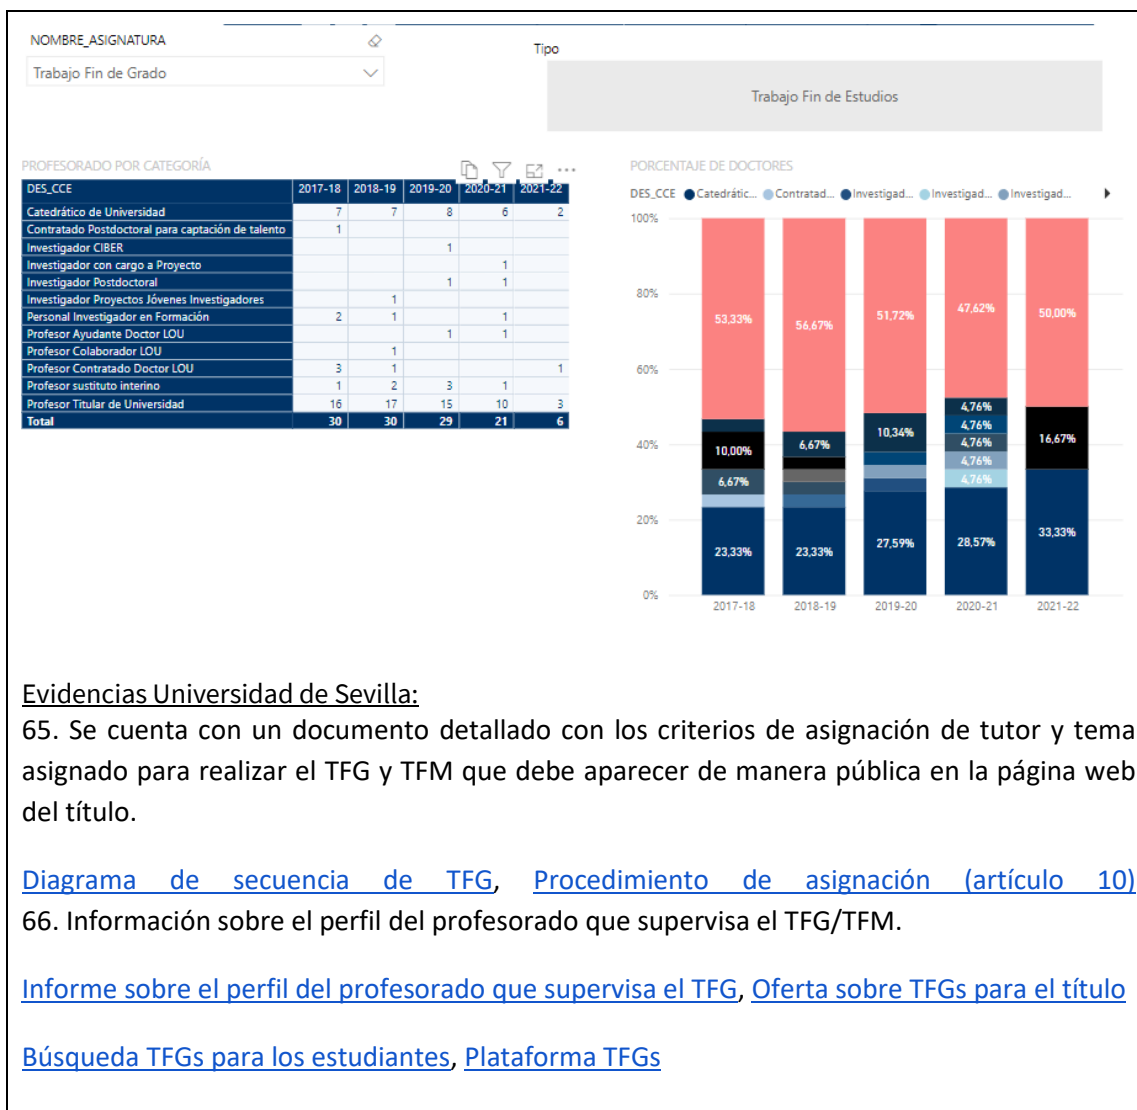 NOMBRE_ASIGNATURA
Trabajo Fin de Grado
Tipo
Trabajo Fin de Estudios
PROFESORADO POR CATEGORÍA
DES_CCE 2017-18 2018-19 2019-20 2020-21 2021-22
Catedrático de Universidad 7 7 8 6 2
Contratado Postdoctoral para captación de talento 1
Investigador CIBER 1
Investigador con cargo a Proyecto 1
Investigador Postdoctoral 1 1
Investigador Proyectos Jóvenes Investigadores 1
Personal Investigador en Formación 2 1 1
Profesor Ayudante Doctor LOU 1 1
Profesor Colaborador LOU 1
Profesor Contratado Doctor LOU 3 1 1
Profesor sustituto interino 1 2 3 1
Profesor Titular de Universidad 16 17 15 10 3
Total 30 30 29 21 6
PORCENTAJE DE DOCTORES
DES_CCE Catedrátic... Contratad... Investigad... Investigad... Investigad...
100%
80%
60%
40%
20%
0%
53,33% 56,67% 51,72% 47,62% 50,00%
4,76%
10,00% 6,67% 10,34% 4,76% 16,67%
4,76%
6,67% 4,76%
4,76%
23,33% 23,33% 27,59% 28,57% 33,33%
2017-18 2018-19 2019-20 2020-21 2021-22
Evidencias Universidad de Sevilla:
65. Se cuenta con un documento detallado con los criterios de asignación de tutor y tema
asignado para realizar el TFG y TFM que debe aparecer de manera pública en la página web
del título.
Diagrama de secuencia de TFG, Procedimiento de asignación (artículo 10)
66. Información sobre el perfil del profesorado que supervisa el TFG/TFM.
Informe sobre el perfil del profesorado que supervisa el TFG, Oferta sobre TFGs para el título
Búsqueda TFGs para los estudiantes, Plataforma TFGs